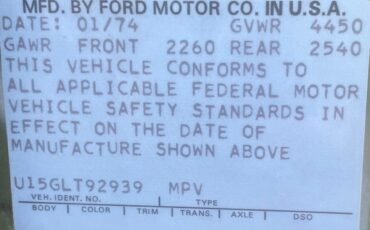 MFD. BY FORD MOTOR CO. IN U.S.A.
DATE: 01/74 GVWR 4450
GAWR FRONT 2260 REAR 2540
THIS VEHICLE CONFORMS TO
ALL APPLICABLE FEDERAL MOTOR
VEHICLE SAFETY STANDARDS IN
EFFECT ON THE DATE OF
MANUFACTURE SHOWN ABOVE
U15GLT92939 MPV
VEH. IDENT. NO. TYPE
BODY | COLOR | TRIM | TRANS. | AXLE | DSO